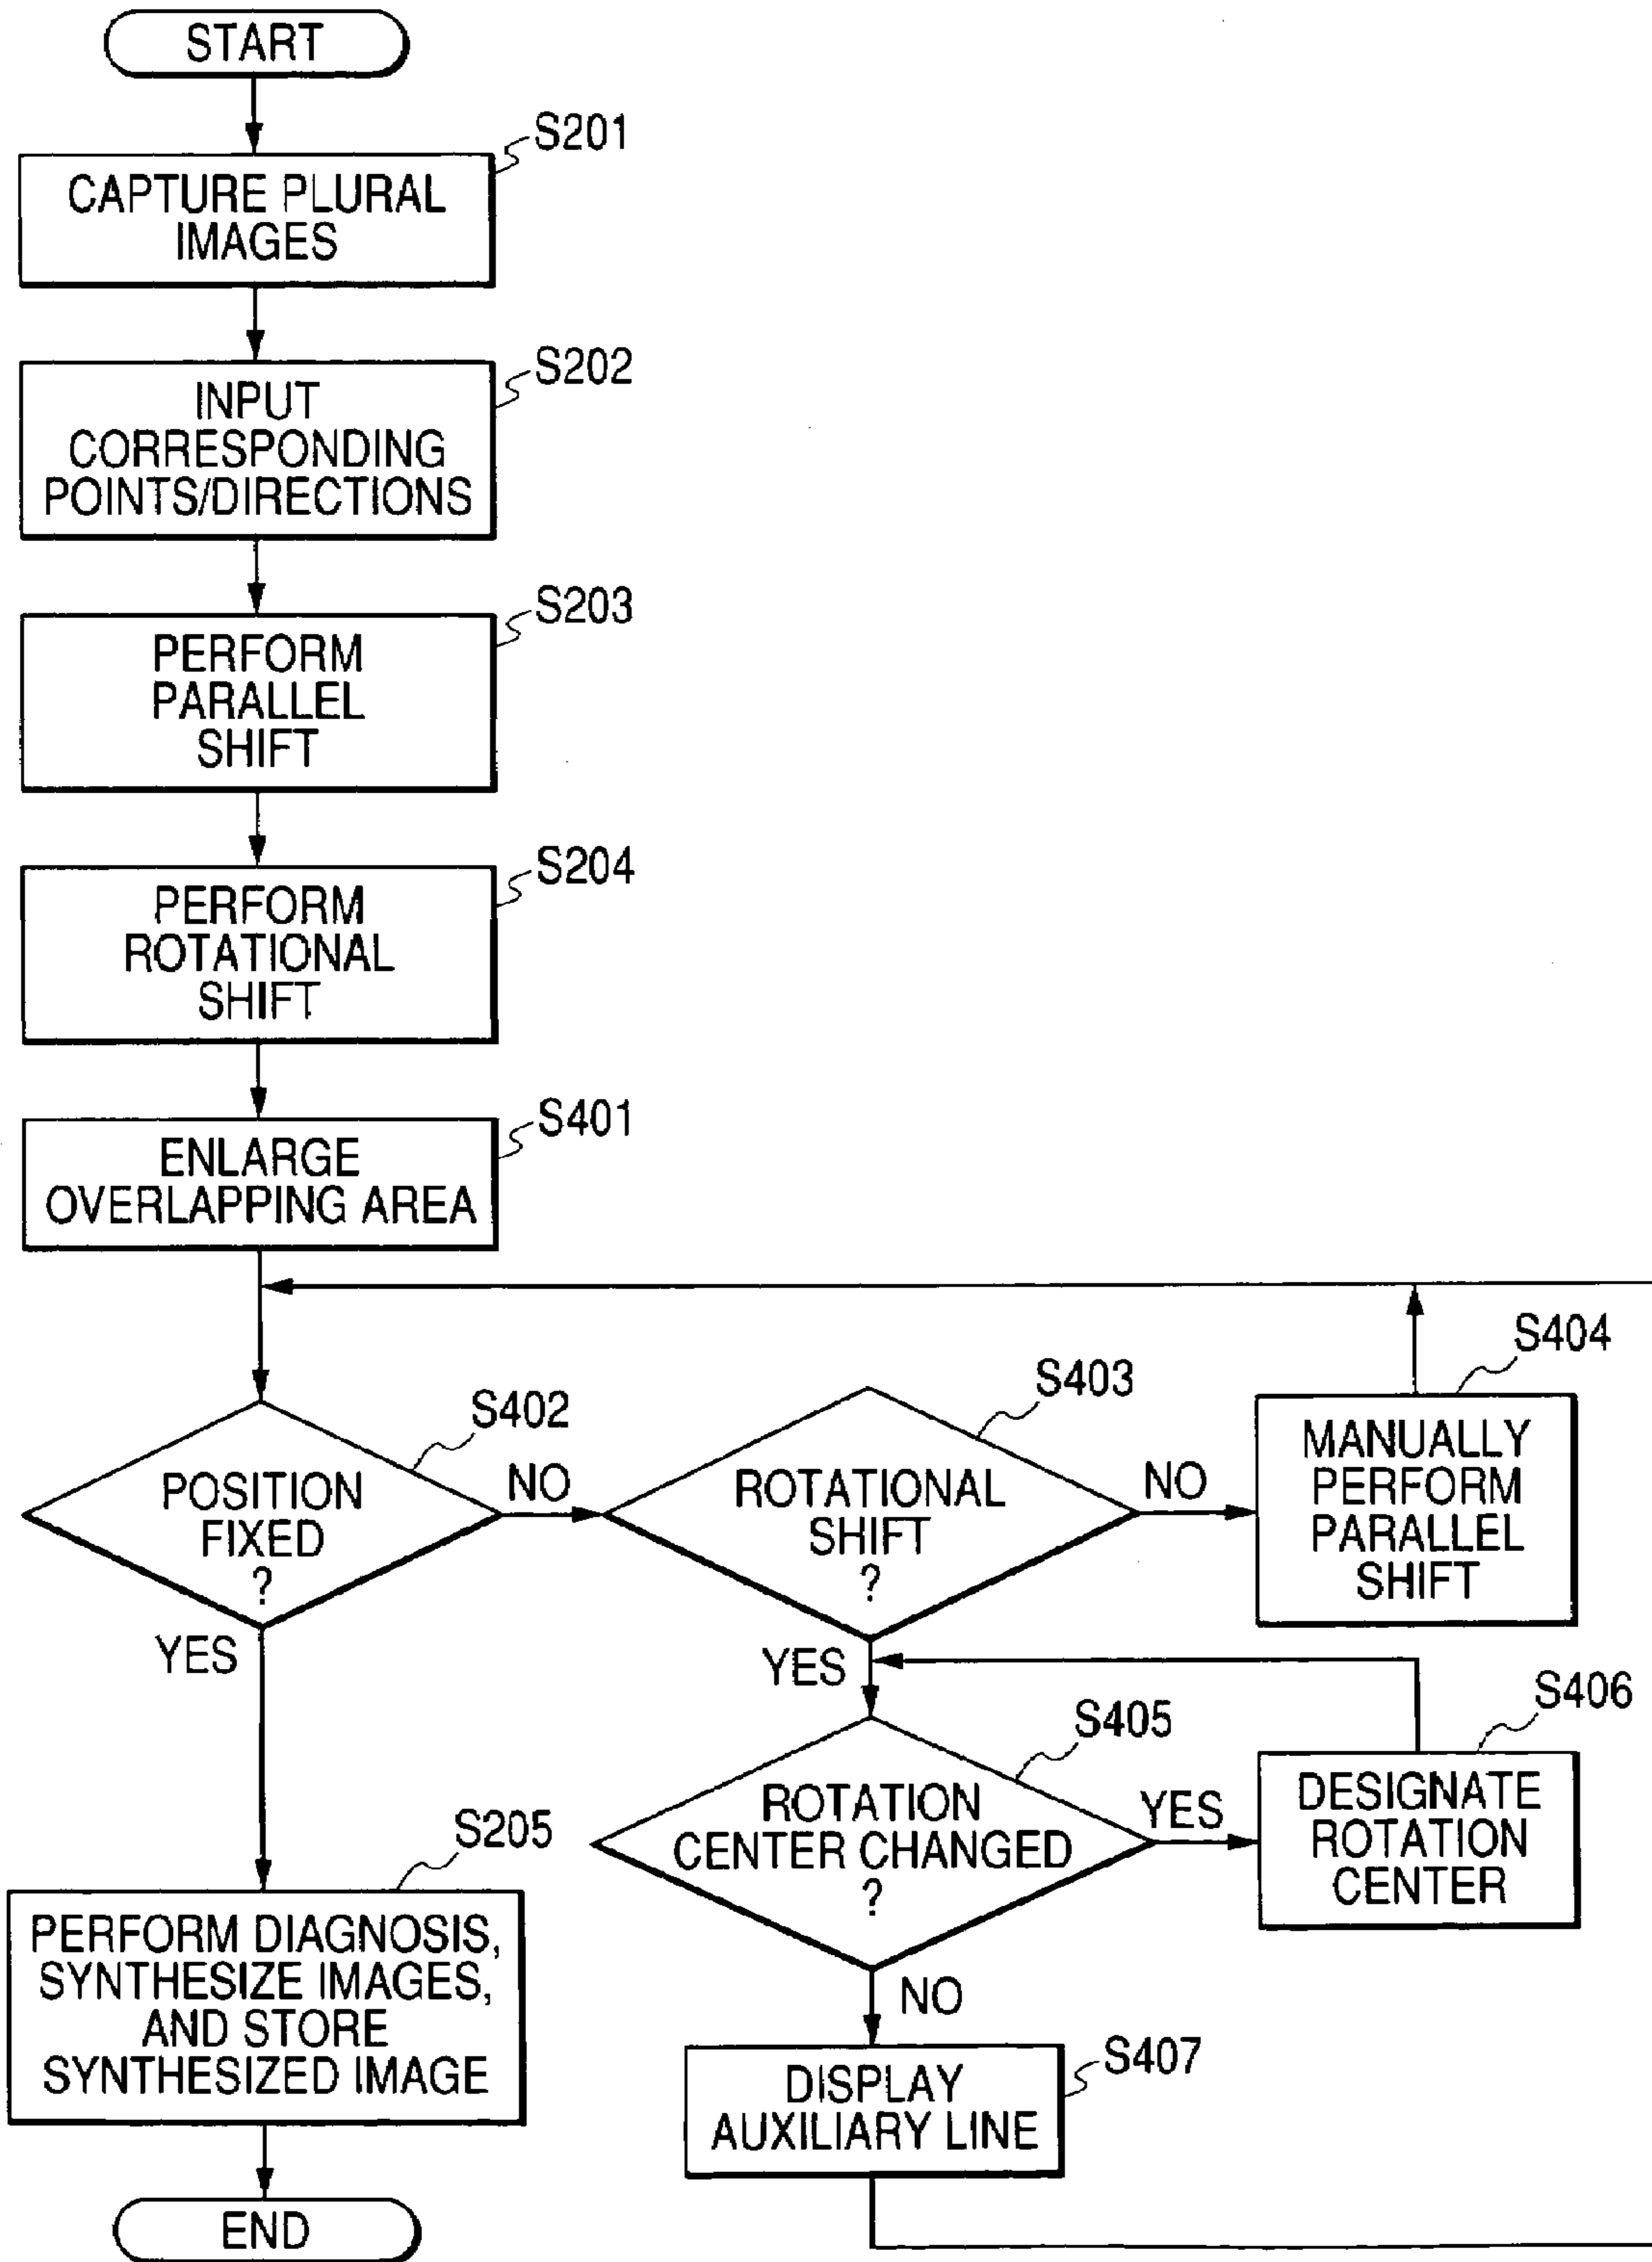 START
S201
CAPTURE PLURAL
IMAGES
S202
INPUT
CORRESPONDING
POINTS/DIRECTIONS
S203
PERFORM
PARALLEL
SHIFT
S204
PERFORM
ROTATIONAL
SHIFT
S401
ENLARGE
OVERLAPPING AREA
S402
POSITION
FIXED
?
NO
YES
S403
ROTATIONAL
SHIFT
?
NO
YES
S404
MANUALLY
PERFORM
PARALLEL
SHIFT
S405
ROTATION
CENTER CHANGED
?
YES
NO
S406
DESIGNATE
ROTATION
CENTER
S407
DISPLAY
AUXILIARY LINE
S205
PERFORM DIAGNOSIS,
SYNTHESIZE IMAGES,
AND STORE
SYNTHESIZED IMAGE
END